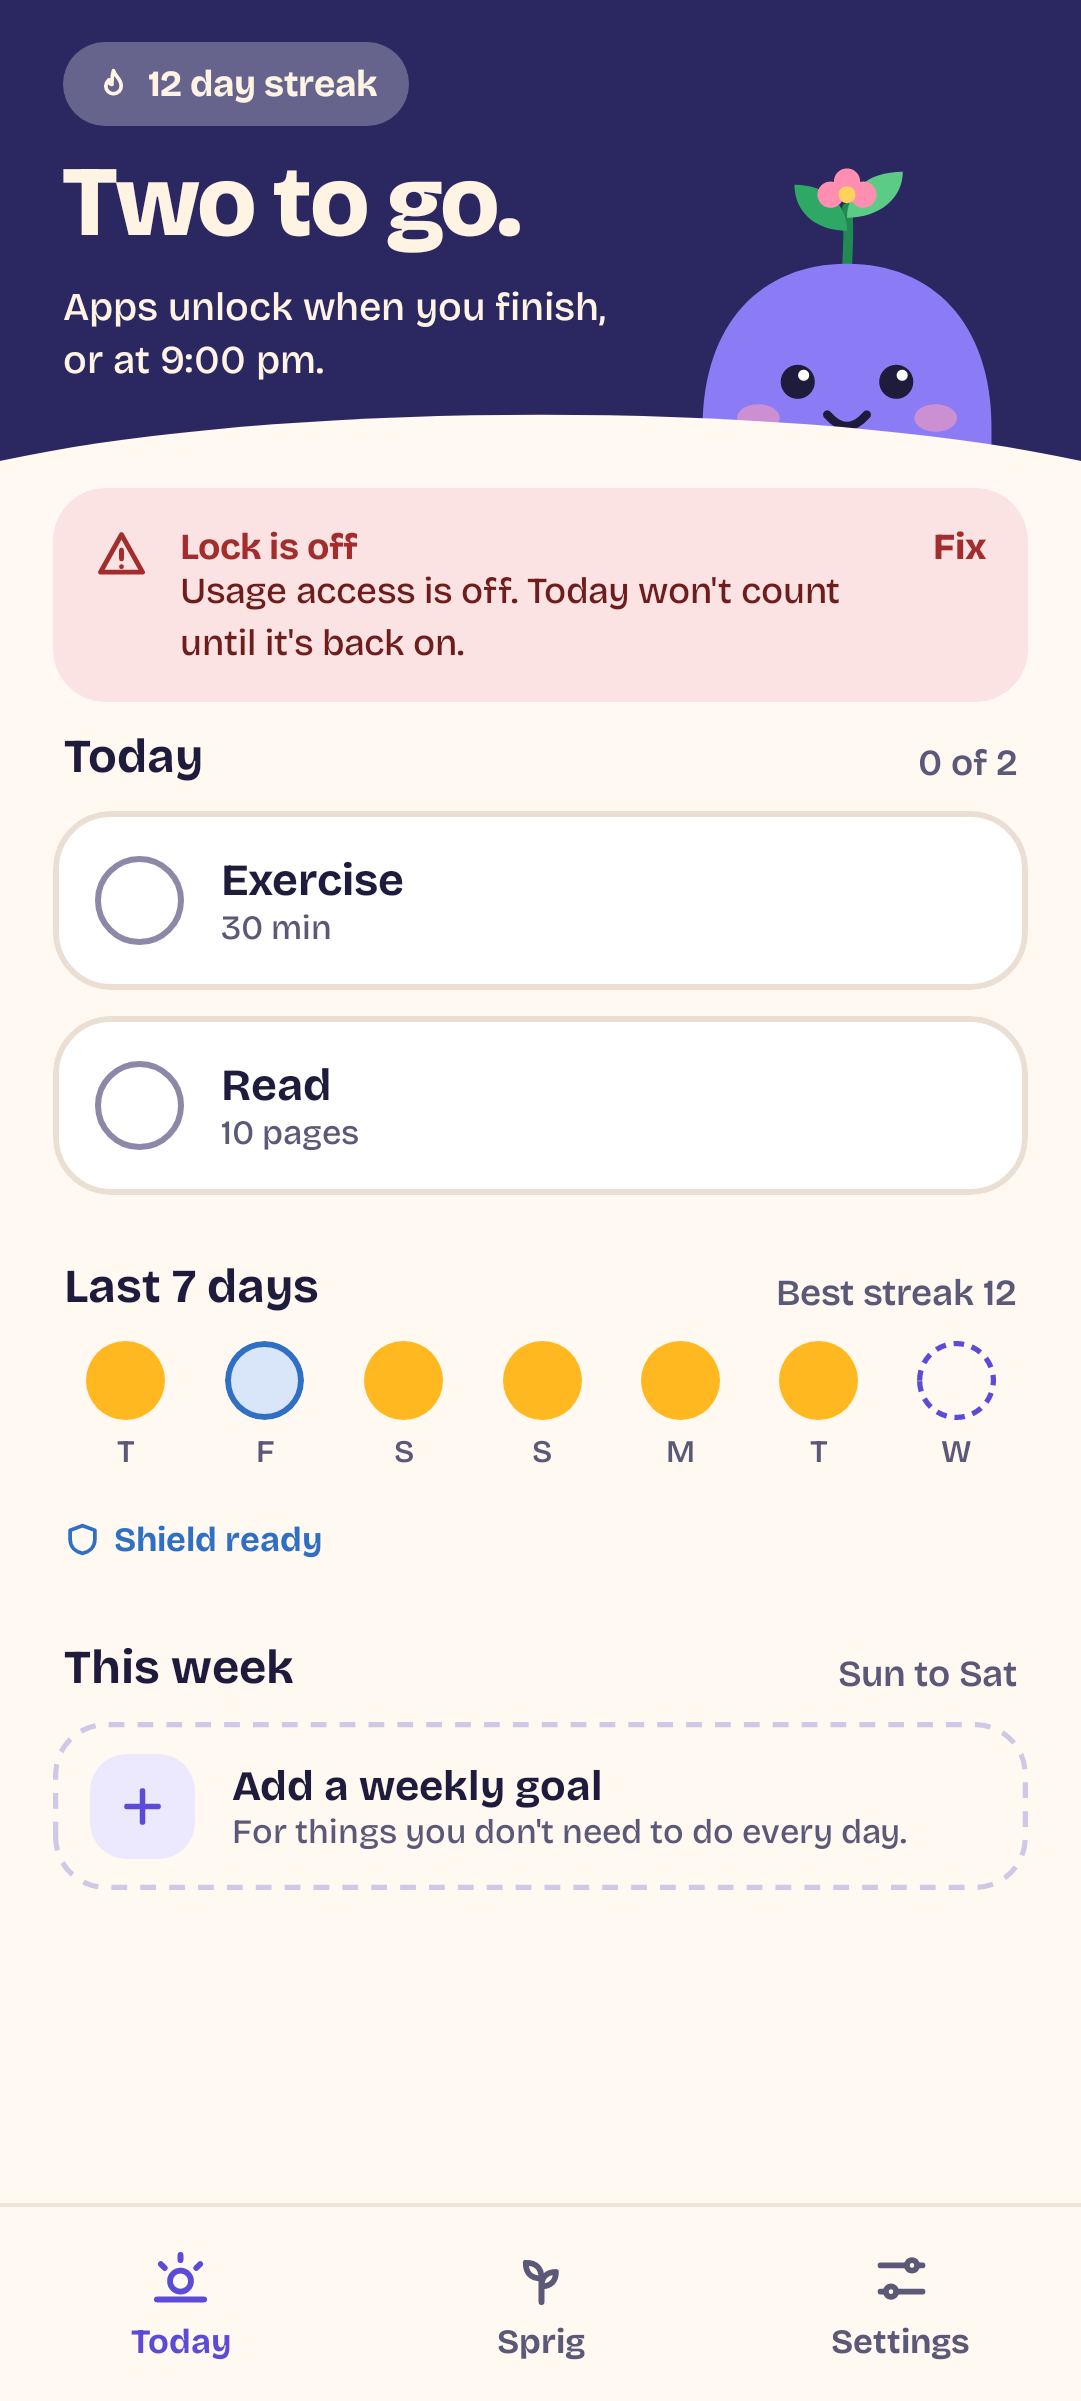 12 day streak
Two to go.
Apps unlock when you finish,
or at 9:00 pm.
Lock is off
Fix
Usage access is off. Today won't count
until it's back on.
Today
0 of 2
Exercise
30 min
Read
10 pages
Last 7 days
Best streak 12
T F S S M T W
Shield ready
This week
Sun to Sat
Add a weekly goal
For things you don't need to do every day.
Today
Sprig
Settings